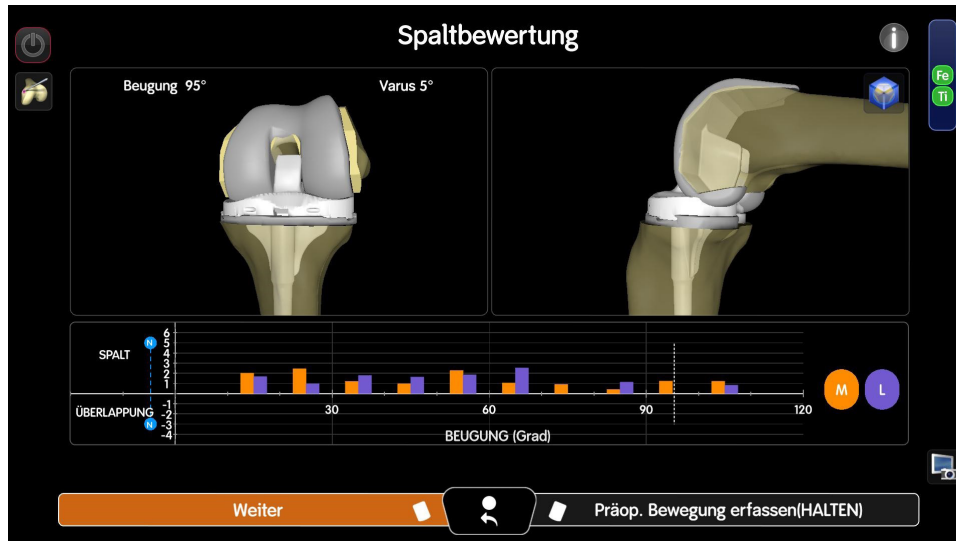 Spaltbewertung
i
Fe
Ti
Beugung 95°
Varus 5°
SPALT
ÜBERLAPPUNG
N
N
6
5
4
3
2
1
-1
-2
-3
-4
30
60
90
120
BEUGUNG (Grad)
M
L
Weiter
Präop. Bewegung erfassen(HALTEN)